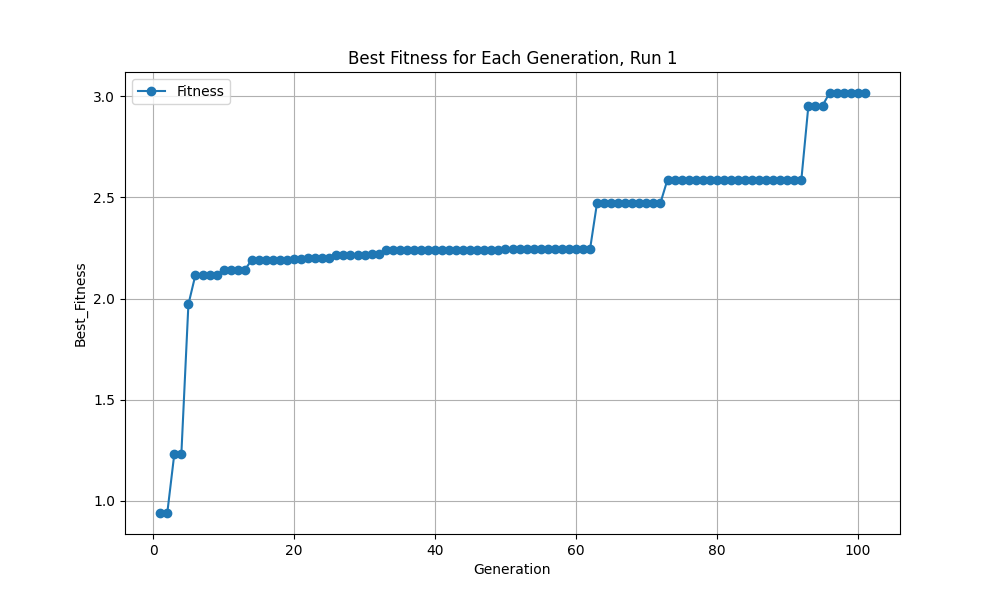 Best Fitness for Each Generation, Run 1
Fitness
Best_Fitness
3.0
2.5
2.0
1.5
1.0
0 20 40 60 80 100
Generation